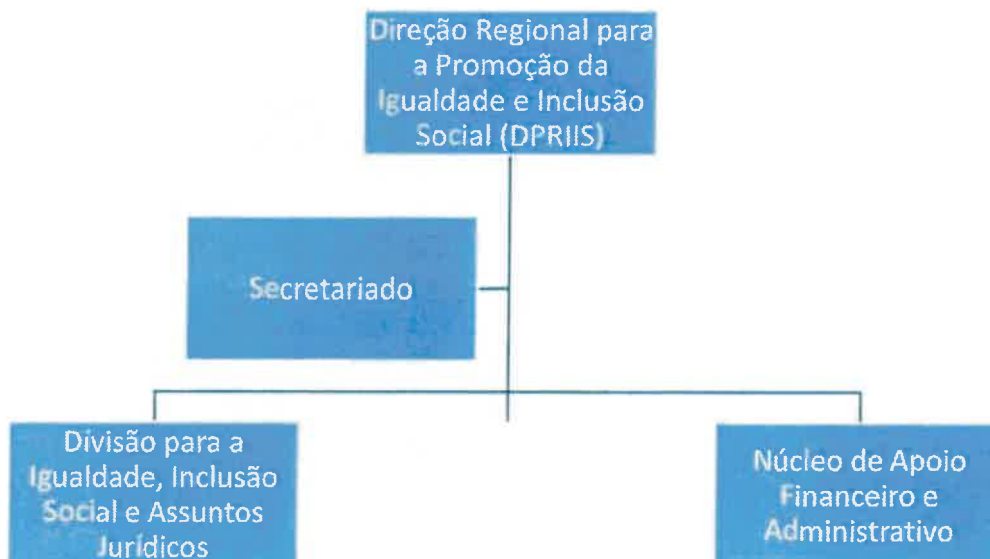 Direção Regional para
a Promoção da
Igualdade e Inclusão
Social (DPRIIS)
Secretariado
Divisão para a
Igualdade, Inclusão
Social e Assuntos
Jurídicos
Núcleo de Apoio
Financeiro e
Administrativo